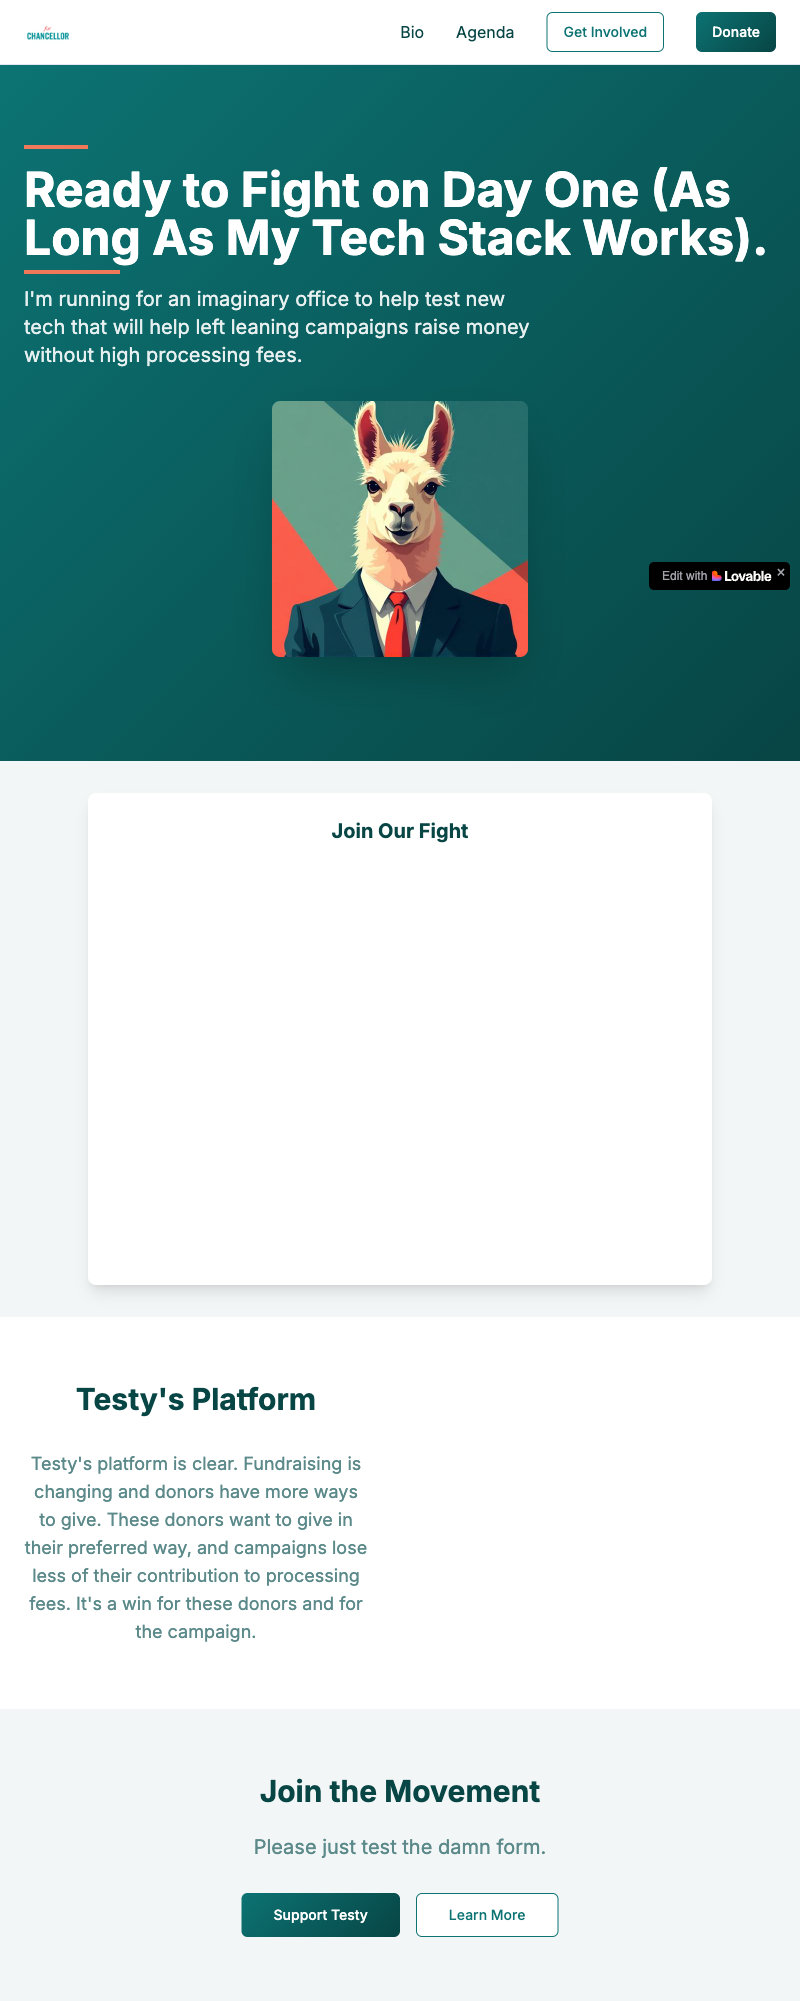 for
CHANCELLOR
Bio
Agenda
Get Involved
Donate
Ready to Fight on Day One (As
Long As My Tech Stack Works).
I'm running for an imaginary office to help test new
tech that will help left leaning campaigns raise money
without high processing fees.
Edit with Lovable ×
Join Our Fight
Testy's Platform
Testy's platform is clear. Fundraising is
changing and donors have more ways
to give. These donors want to give in
their preferred way, and campaigns lose
less of their contribution to processing
fees. It's a win for these donors and for
the campaign.
Join the Movement
Please just test the damn form.
Support Testy
Learn More